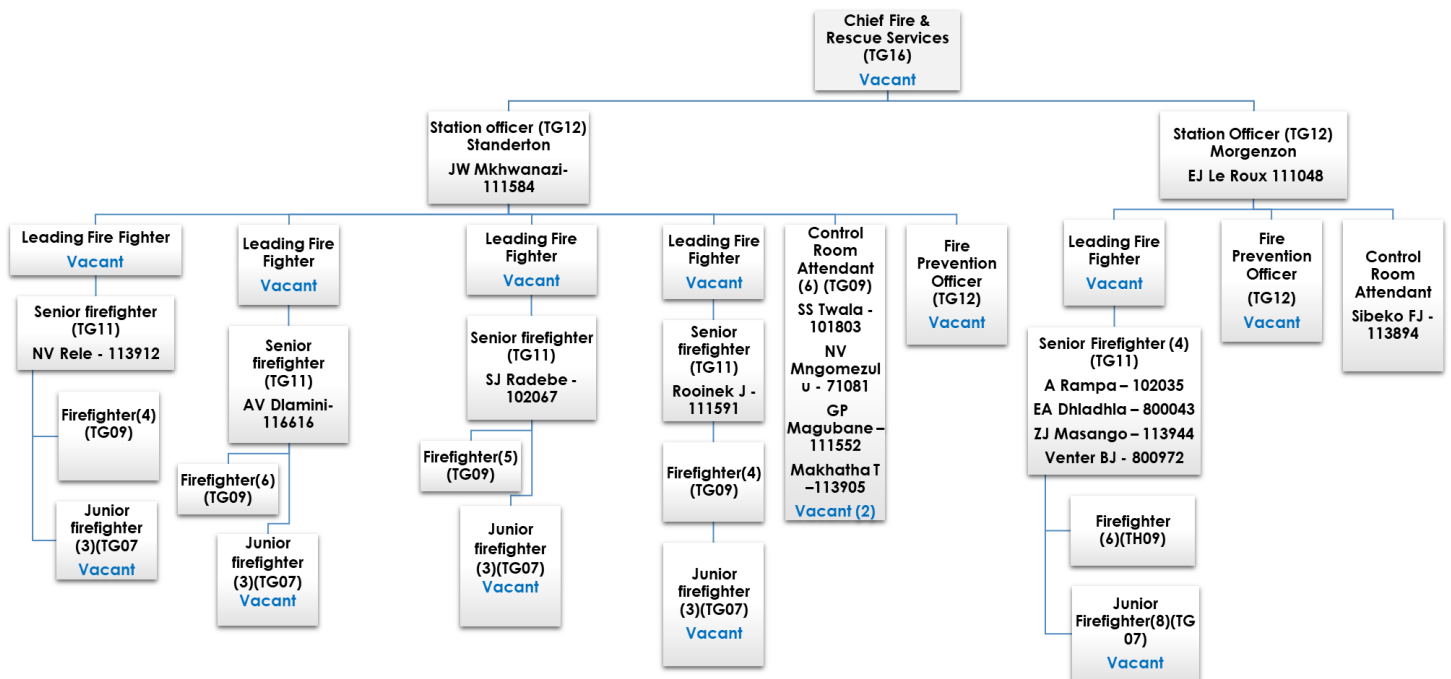 Chief Fire &
Rescue Services
(TG16)
Vacant
Station officer (TG12)
Standerton
JW Mkhwanazi-
111584
Station Officer (TG12)
Morgenzon
EJ Le Roux 111048
Leading Fire Fighter
Vacant
Senior firefighter
(TG11)
NV Rele - 113912
Firefighter(4)
(TG09)
Junior
firefighter
(3)(TG07
Vacant
Leading Fire
Fighter
Vacant
Senior
firefighter
(TG11)
AV Dlamini-
116616
Firefighter(6)
(TG09)
Junior
firefighter
(3)(TG07)
Vacant
Leading Fire
Fighter
Vacant
Senior firefighter
(TG11)
SJ Radebe -
102067
Firefighter(5)
(TG09)
Junior
firefighter
(3)(TG07)
Vacant
Leading Fire
Fighter
Vacant
Senior
firefighter
(TG11)
Rooinek J -
111591
Firefighter(4)
(TG09)
Junior
firefighter
(3)(TG07)
Vacant
Control
Room
Attendant
(6) (TG09)
SS Twala -
101803
NV
Mngomezul
u - 71081
GP
Magubane –
111552
Makhatha T
–113905
Vacant (2)
Fire
Prevention
Officer
(TG12)
Vacant
Leading Fire
Fighter
Vacant
Senior Firefighter (4)
(TG11)
A Rampa – 102035
EA Dhladhla – 800043
ZJ Masango – 113944
Venter BJ - 800972
Firefighter
(6)(TH09)
Junior
Firefighter(8)(TG
07)
Vacant
Fire
Prevention
Officer
(TG12)
Vacant
Control
Room
Attendant
Sibeko FJ -
113894